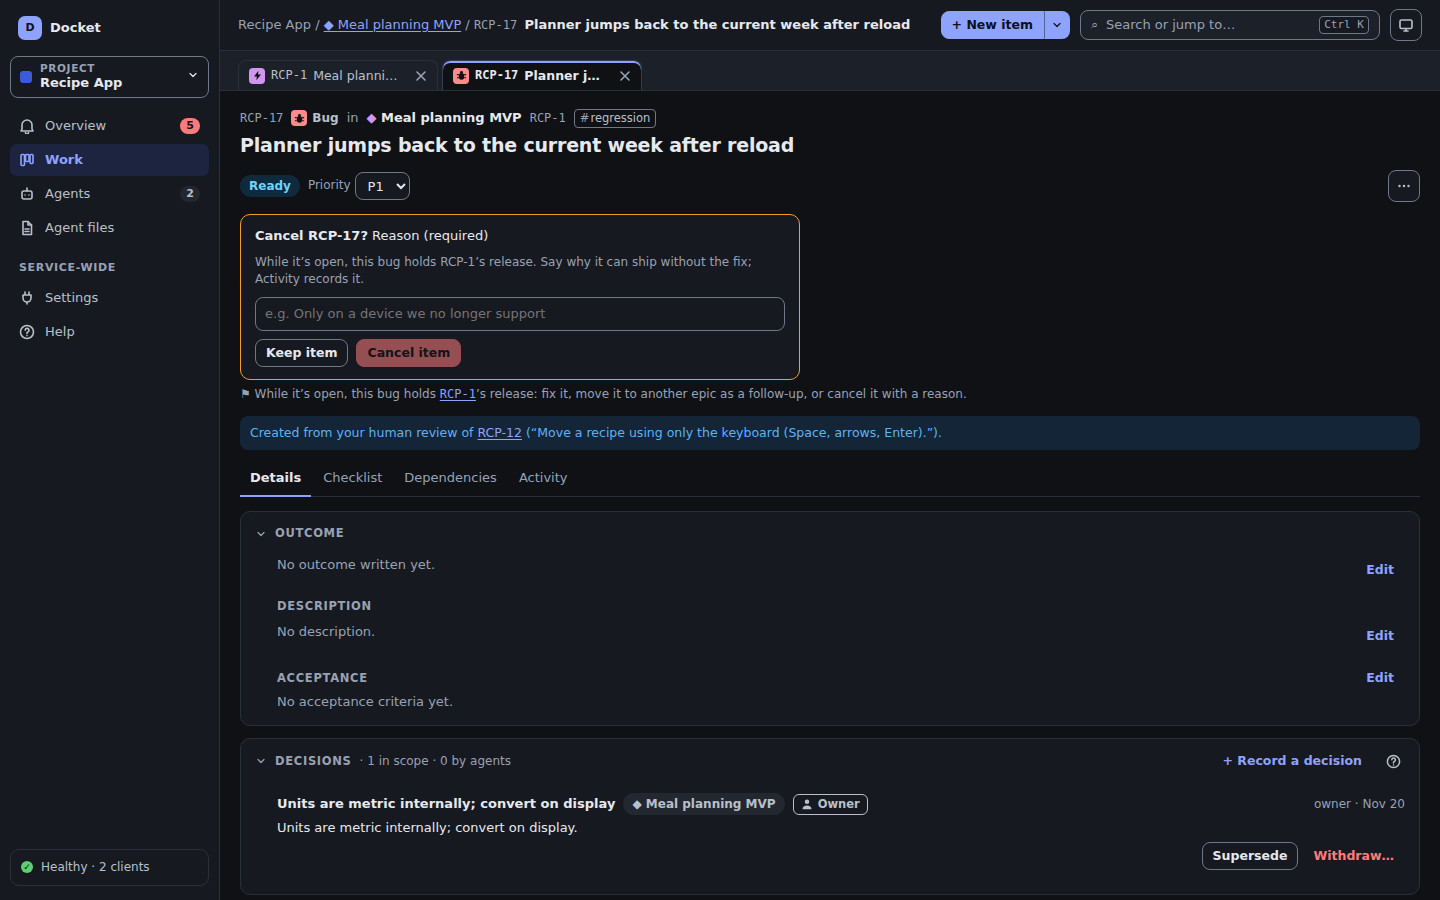 D Docket
PROJECT
Recipe App
Overview 5
Work
Agents 2
Agent files
SERVICE-WIDE
Settings
Help
Healthy · 2 clients
Recipe App / ◆ Meal planning MVP / RCP-17 Planner jumps back to the current week after reload
+ New item
Search or jump to… Ctrl K
RCP-1 Meal planni…
RCP-17 Planner j…
RCP-17 Bug in ◆ Meal planning MVP RCP-1 #regression
Planner jumps back to the current week after reload
Ready Priority P1
Cancel RCP-17? Reason (required)
While it’s open, this bug holds RCP-1’s release. Say why it can ship without the fix;
Activity records it.
e.g. Only on a device we no longer support
Keep item Cancel item
⚑ While it’s open, this bug holds RCP-1’s release: fix it, move it to another epic as a follow-up, or cancel it with a reason.
Created from your human review of RCP-12 (“Move a recipe using only the keyboard (Space, arrows, Enter).”).
Details Checklist Dependencies Activity
OUTCOME
No outcome written yet.
Edit
DESCRIPTION
No description.
Edit
ACCEPTANCE
Edit
No acceptance criteria yet.
DECISIONS · 1 in scope · 0 by agents
+ Record a decision
Units are metric internally; convert on display ◆ Meal planning MVP Owner
owner · Nov 20
Units are metric internally; convert on display.
Supersede Withdraw…